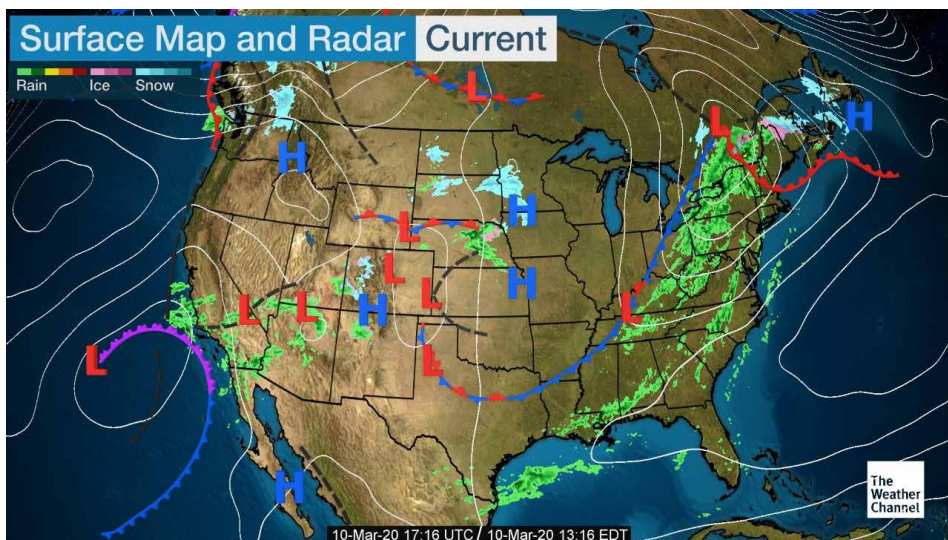 Surface Map and Radar Current
Rain Ice Snow
L
L
H
H
H
L
L
H
L
L
H
L
L
L
L
L
H
The
Weather
Channel
10-Mar-20 17:16 UTC / 10-Mar-20 13:16 EDT